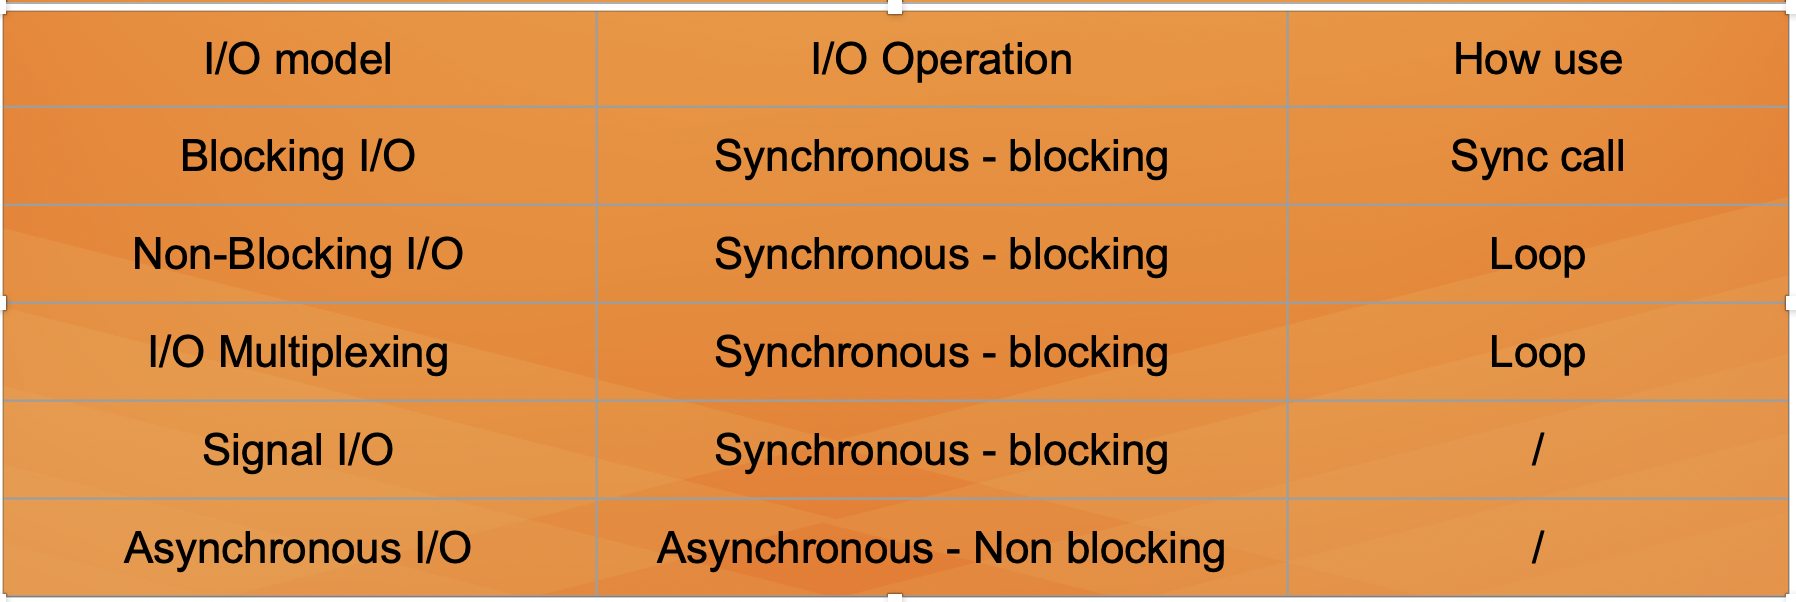 I/O model I/O Operation How use
Blocking I/O Synchronous - blocking Sync call
Non-Blocking I/O Synchronous - blocking Loop
I/O Multiplexing Synchronous - blocking Loop
Signal I/O Synchronous - blocking /
Asynchronous I/O Asynchronous - Non blocking /